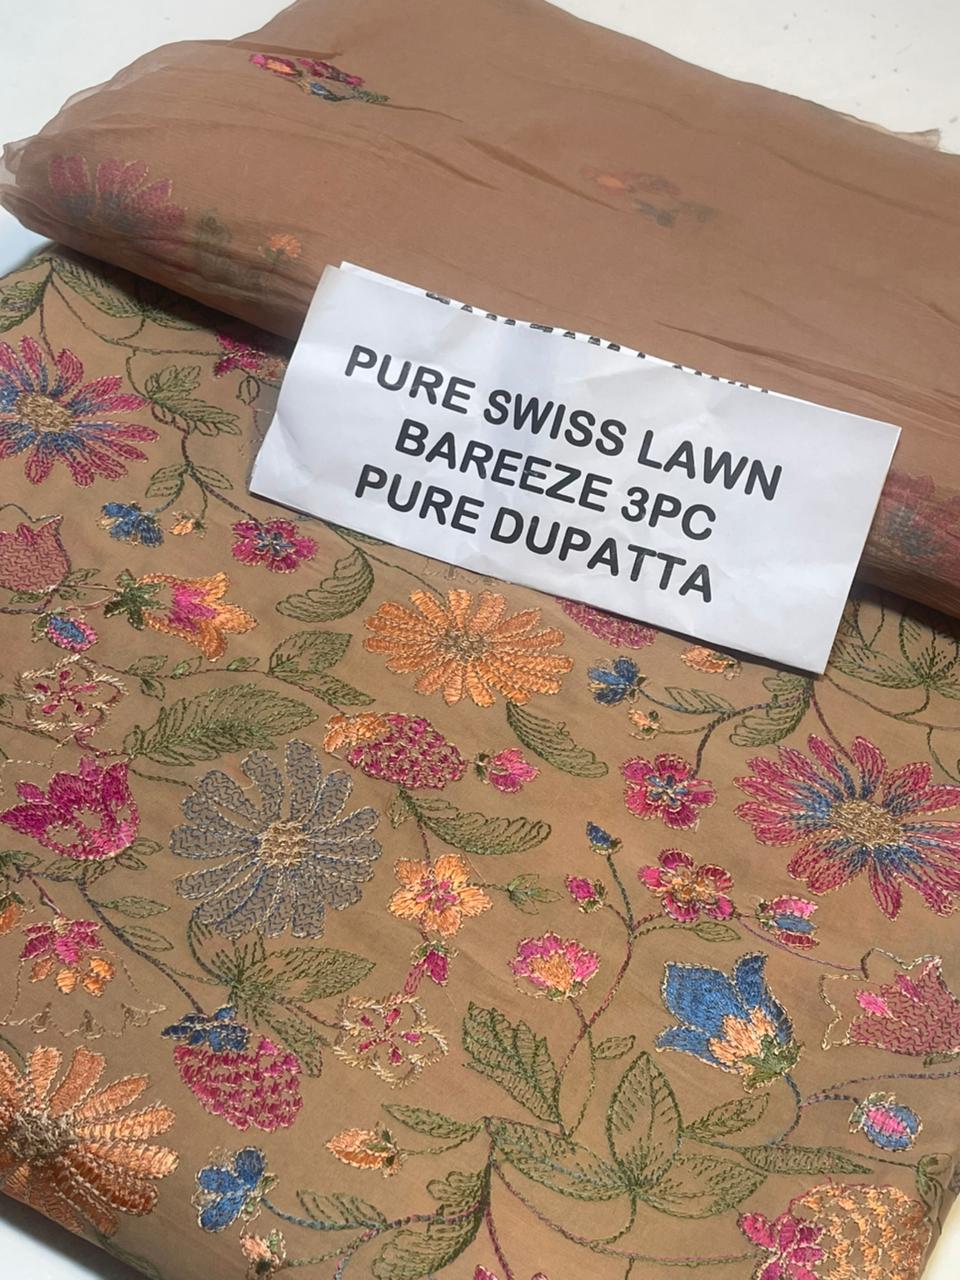 PURE SWISS LAWN
BAREEZE 3PC
PURE DUPATTA